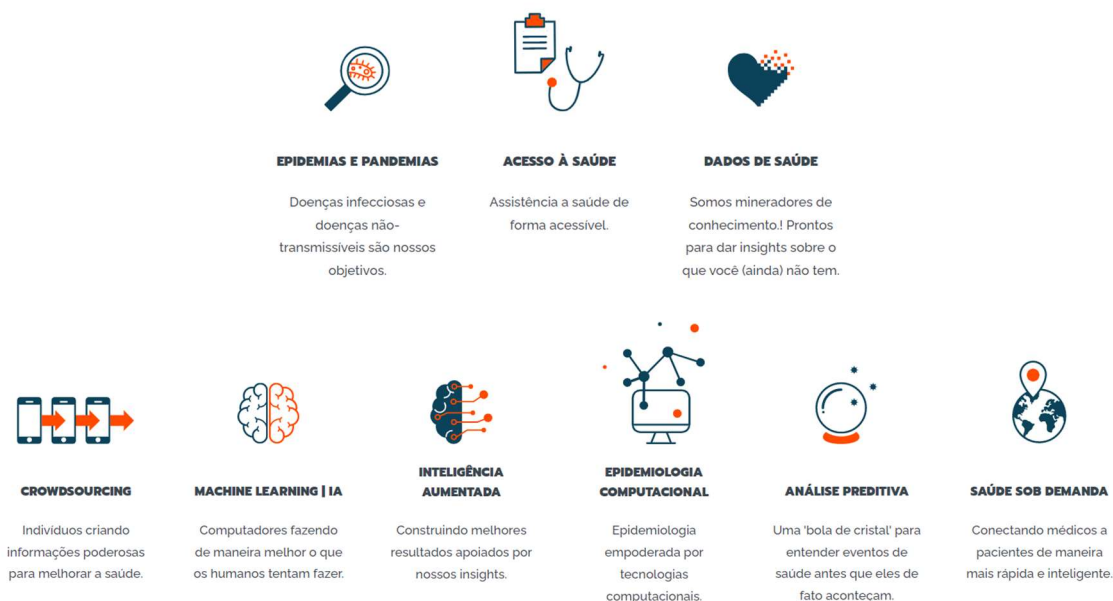 EPIDEMIAS E PANDEMIAS
Doenças infecciosas e
doenças não-
transmissíveis são nossos
objetivos.
ACESSO À SAÚDE
Assistência a saúde de
forma acessível.
DADOS DE SAÚDE
Somos mineradores de
conhecimento.! Prontos
para dar insights sobre o
que você (ainda) não tem.
CROWDSOURCING
Indivíduos criando
informações poderosas
para melhorar a saúde.
MACHINE LEARNING | IA
Computadores fazendo
de maneira melhor o que
os humanos tentam fazer.
INTELIGÊNCIA
AUMENTADA
Construindo melhores
resultados apoiados por
nossos insights.
EPIDEMIOLOGIA
COMPUTACIONAL
Epidemiologia
empoderada por
tecnologias
computacionais.
ANÁLISE PREDITIVA
Uma 'bola de cristal' para
entender eventos de
saúde antes que eles de
fato aconteçam.
SAÚDE SOB DEMANDA
Conectando médicos a
pacientes de maneira
mais rápida e inteligente.